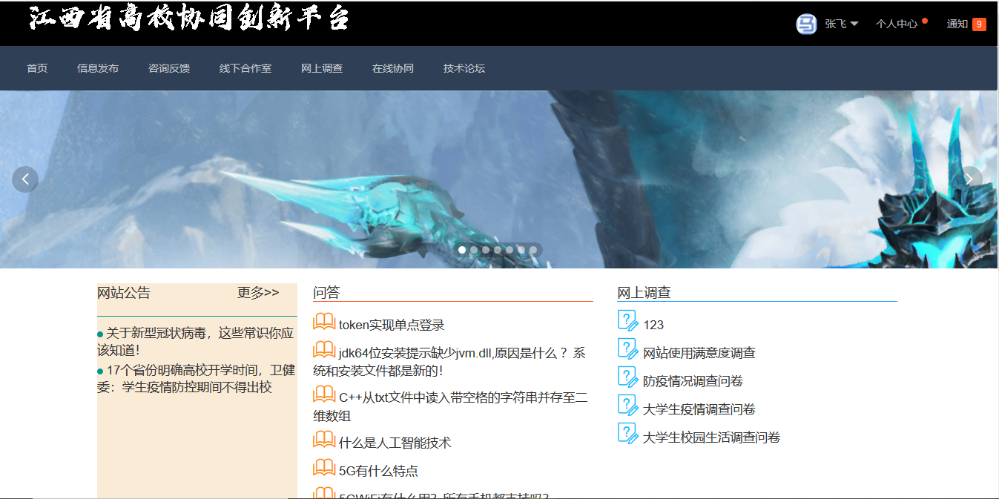 江西省高校协同创新平台
张飞 个人中心 通知 9
首页 信息发布 咨询反馈 线下合作室 网上调查 在线协同 技术论坛
网站公告 更多>>
关于新型冠状病毒，这些常识你应
该知道！
17个省份明确高校开学时间，卫健
委：学生疫情防控期间不得出校
问答
token实现单点登录
jdk64位安装提示缺少jvm.dll,原因是什么？系
统和安装文件都是新的！
C++从txt文件中读入带空格的字符串并存至二
维数组
什么是人工智能技术
5G有什么特点
5GWiFi有什么用？所有手机都支持吗？
网上调查
123
网站使用满意度调查
防疫情况调查问卷
大学生疫情调查问卷
大学生校园生活调查问卷